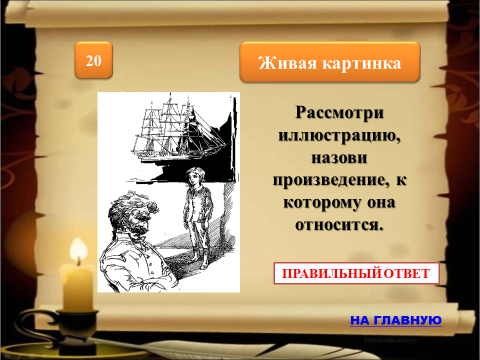 20
Живая картинка
Рассмотри
иллюстрацию,
назови
произведение, к
которому она
относится.
ПРАВИЛЬНЫЙ ОТВЕТ
НА ГЛАВНУЮ